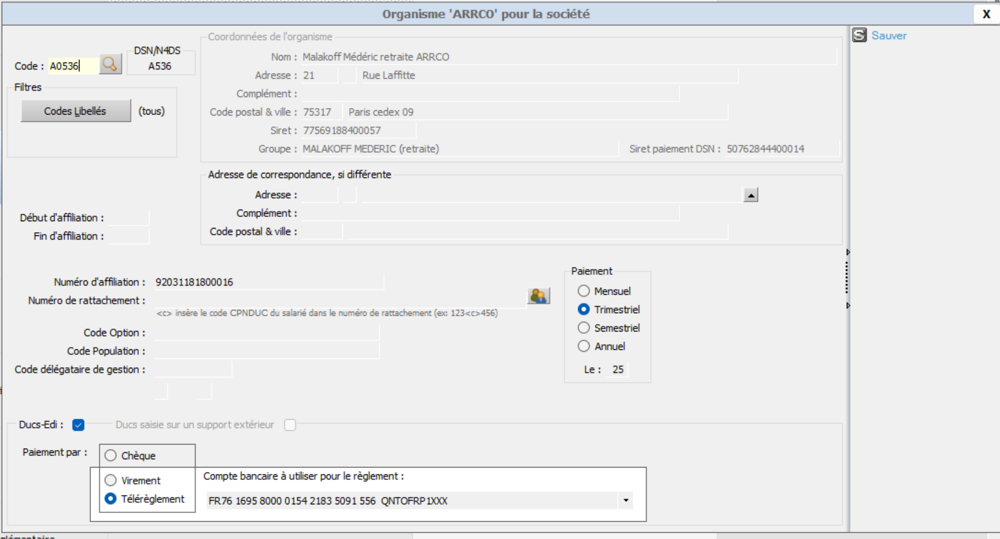 Organisme 'ARRCO' pour la société
X
Sauver
Code : A0536
DSN/N4DS
A536
Filtres
Codes Libellés (tous)
Coordonnées de l'organisme
Nom : Malakoff Médéric retraite ARRCO
Adresse : 21 Rue Laffitte
Complément :
Code postal & ville : 75317 Paris cedex 09
Siret : 77569188400057
Groupe : MALAKOFF MEDERIC (retraite) Siret paiement DSN : 50762844400014
Adresse de correspondance, si différente
Adresse :
Complément :
Code postal & ville :
Début d'affiliation :
Fin d'affiliation :
Numéro d'affiliation : 92031181800016
Numéro de rattachement :
<c> insère le code CPNDUC du salarié dans le numéro de rattachement (ex: 123<c>456)
Code Option :
Code Population :
Code délégataire de gestion :
Paiement
Mensuel
Trimestriel
Semestriel
Annuel
Le : 25
Ducs-Edi : Ducs saisie sur un support extérieur
Paiement par :
Chèque
Virement
Télérèglement
Compte bancaire à utiliser pour le règlement :
FR76 1695 8000 0154 2183 5091 556 QNTOFRP1XXX